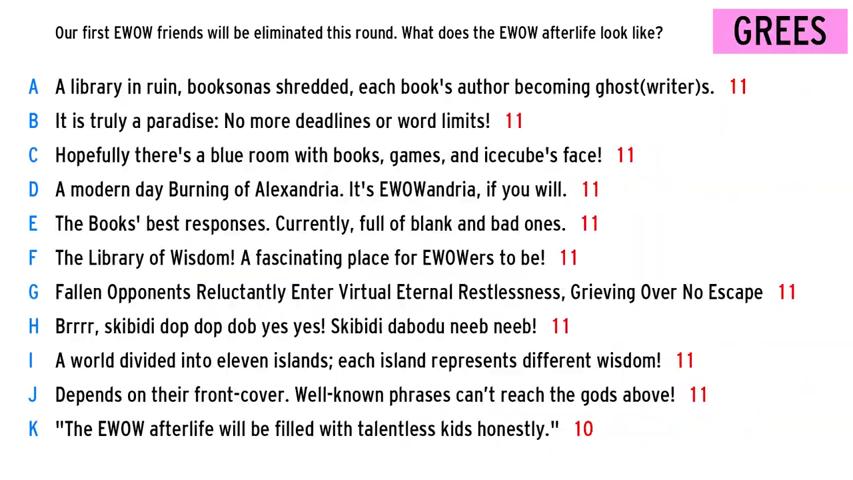 Our first EWOW friends will be eliminated this round. What does the EWOW afterlife look like?
GREES
A A library in ruin, booksonas shredded, each book's author becoming ghost(writer)s. 11
B It is truly a paradise: No more deadlines or word limits! 11
C Hopefully there's a blue room with books, games, and icecube's face! 11
D A modern day Burning of Alexandria. It's EWOWandria, if you will. 11
E The Books' best responses. Currently, full of blank and bad ones. 11
F The Library of Wisdom! A fascinating place for EWOWers to be! 11
G Fallen Opponents Reluctantly Enter Virtual Eternal Restlessness, Grieving Over No Escape 11
H Brrrr, skibidi dop dop dob yes yes! Skibidi dabodu neeb neeb! 11
I A world divided into eleven islands; each island represents different wisdom! 11
J Depends on their front-cover. Well-known phrases can't reach the gods above! 11
K "The EWOW afterlife will be filled with talentless kids honestly." 10